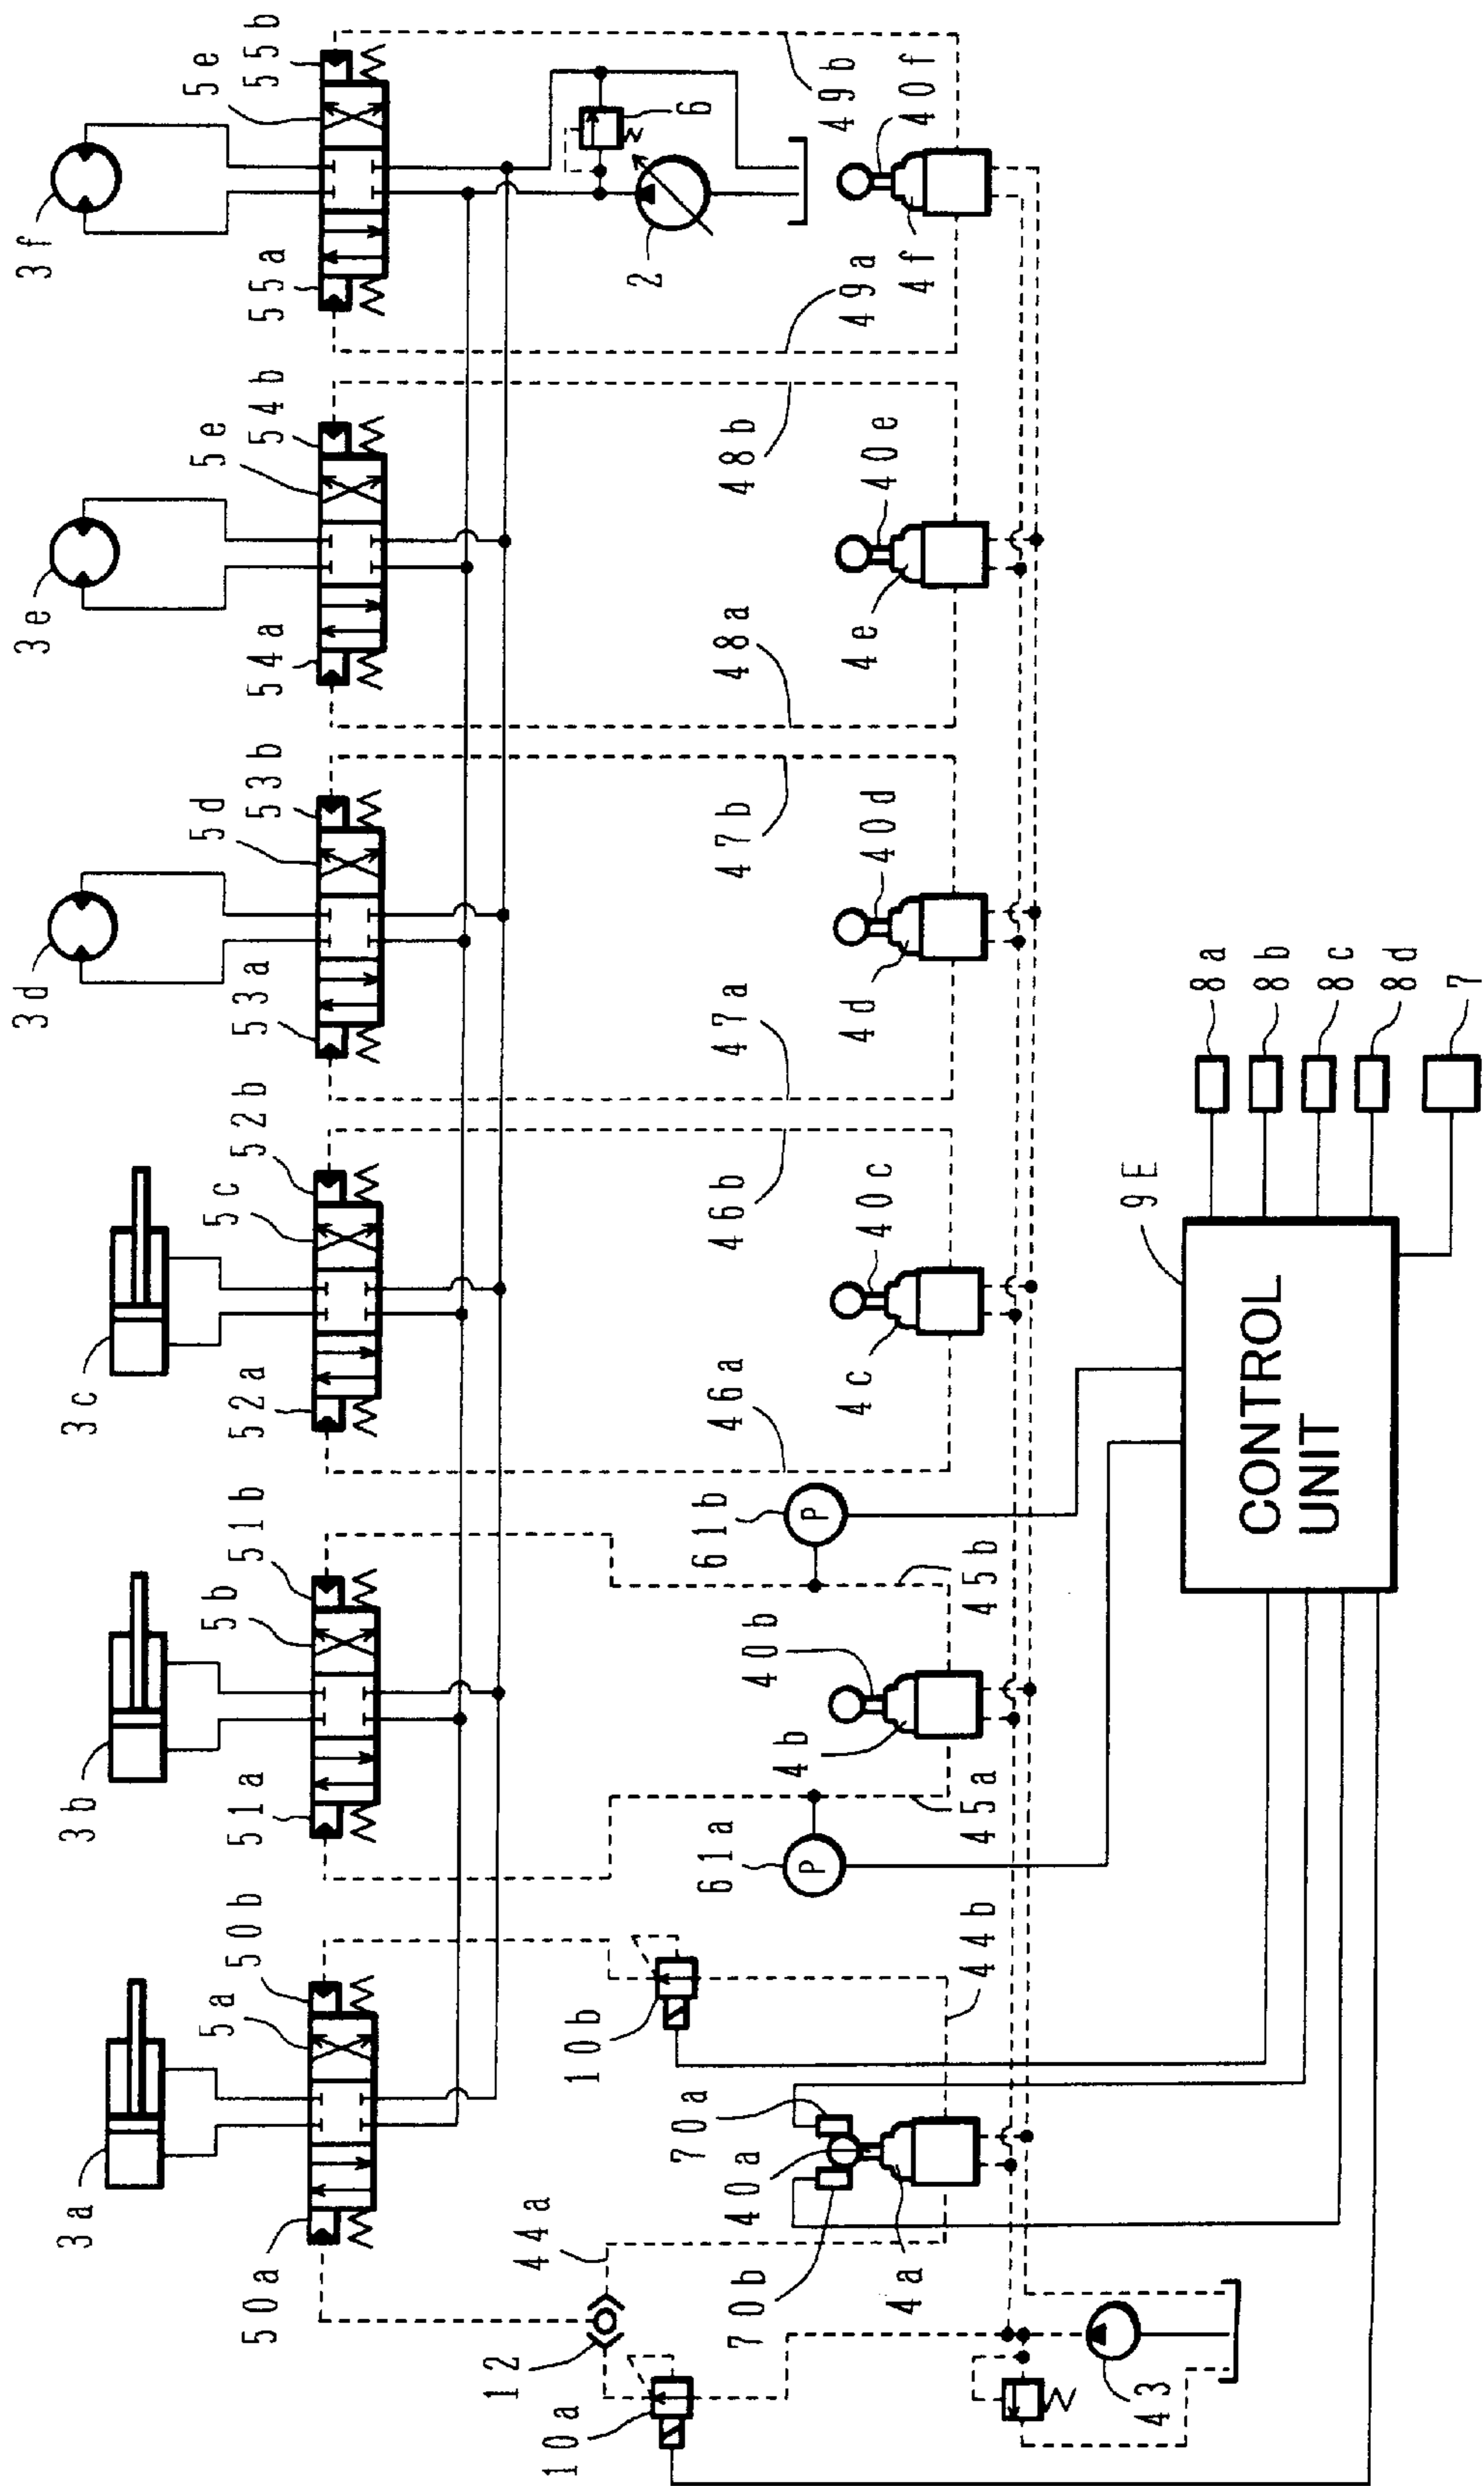 3a
3b
3c
3d
3e
3f
50a
5a
50b
51a
5b
51b
52a
5c
52b
53a
5d
53b
54a
5e
54b
55a
5e
55b
6
2
12
44a
10a
10b
70b
40a
70a
4a
44b
61a
45a
4b
40b
45b
61b
P
P
46a
4c
40c
46b
47a
4d
40d
47b
48a
4e
40e
48b
49a
4f
40f
49b
43
9E
CONTROL
UNIT
8a
8b
8c
8d
7